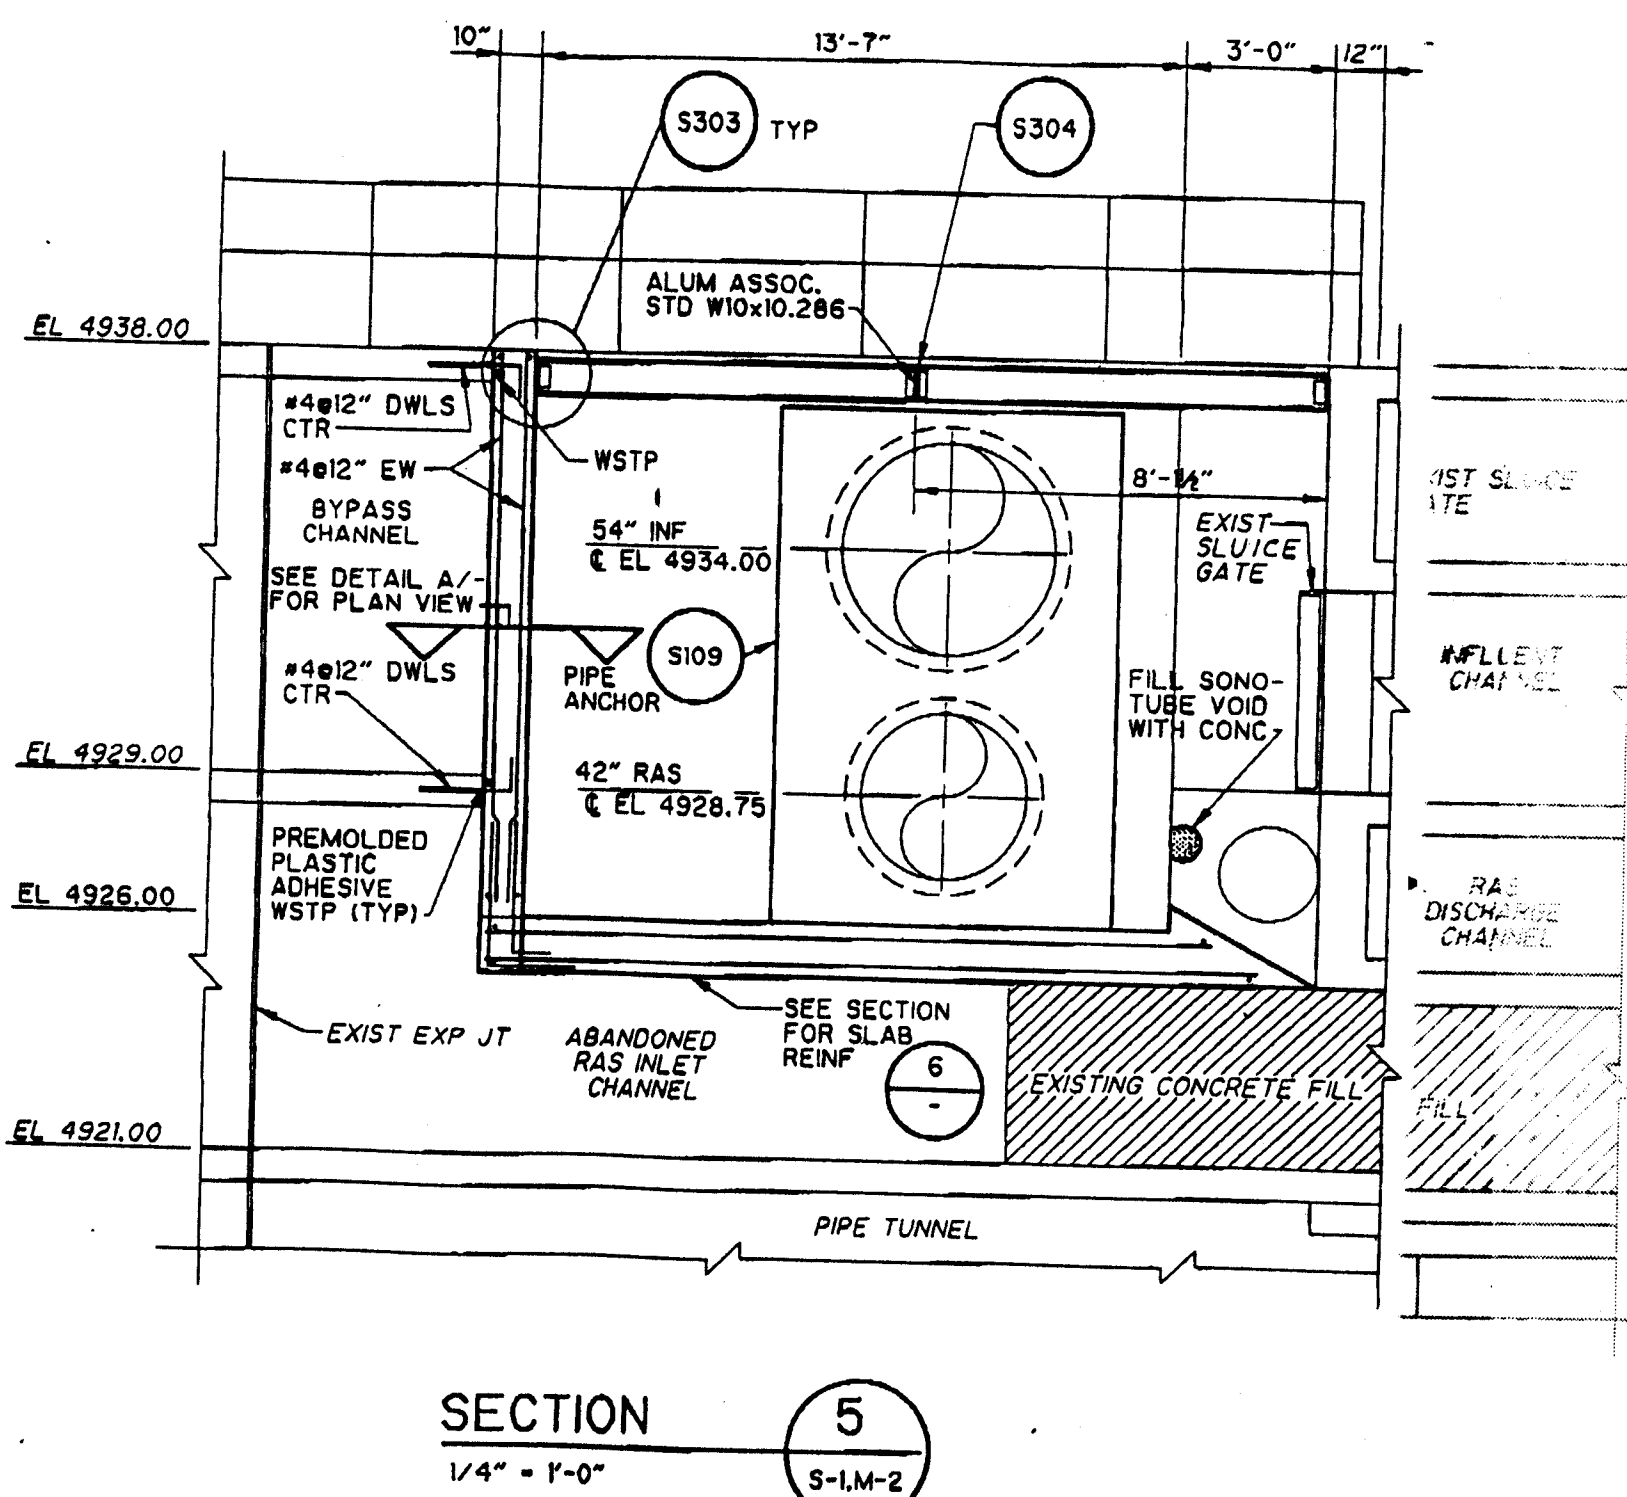 10" 13'-7" 3'-0" 12"
S303 TYP
S304
ALUM ASSOC.
STD W10x10.286
EL 4938.00
#4@12" DWLS
CTR
#4@12" EW
WSTP
BYPASS
CHANNEL
54" INF
℄ EL 4934.00
8'-1½"
EXIST
SLUICE
GATE
SEE DETAIL A/-
FOR PLAN VIEW
S109
#4@12" DWLS
CTR
PIPE
ANCHOR
FILL SONO-
TUBE VOID
WITH CONC
CHANNEL
EL 4929.00
42" RAS
℄ EL 4928.75
PREMOLDED
PLASTIC
ADHESIVE
WSTP (TYP)
EL 4926.00
RAS
DISCHARGE
CHANNEL
EXIST EXP JT
ABANDONED
RAS INLET
CHANNEL
SEE SECTION
FOR SLAB
REINF
6
-
EXISTING CONCRETE FILL
FILL
EL 4921.00
PIPE TUNNEL
SECTION
1/4" = 1'-0"
5
S-1,M-2